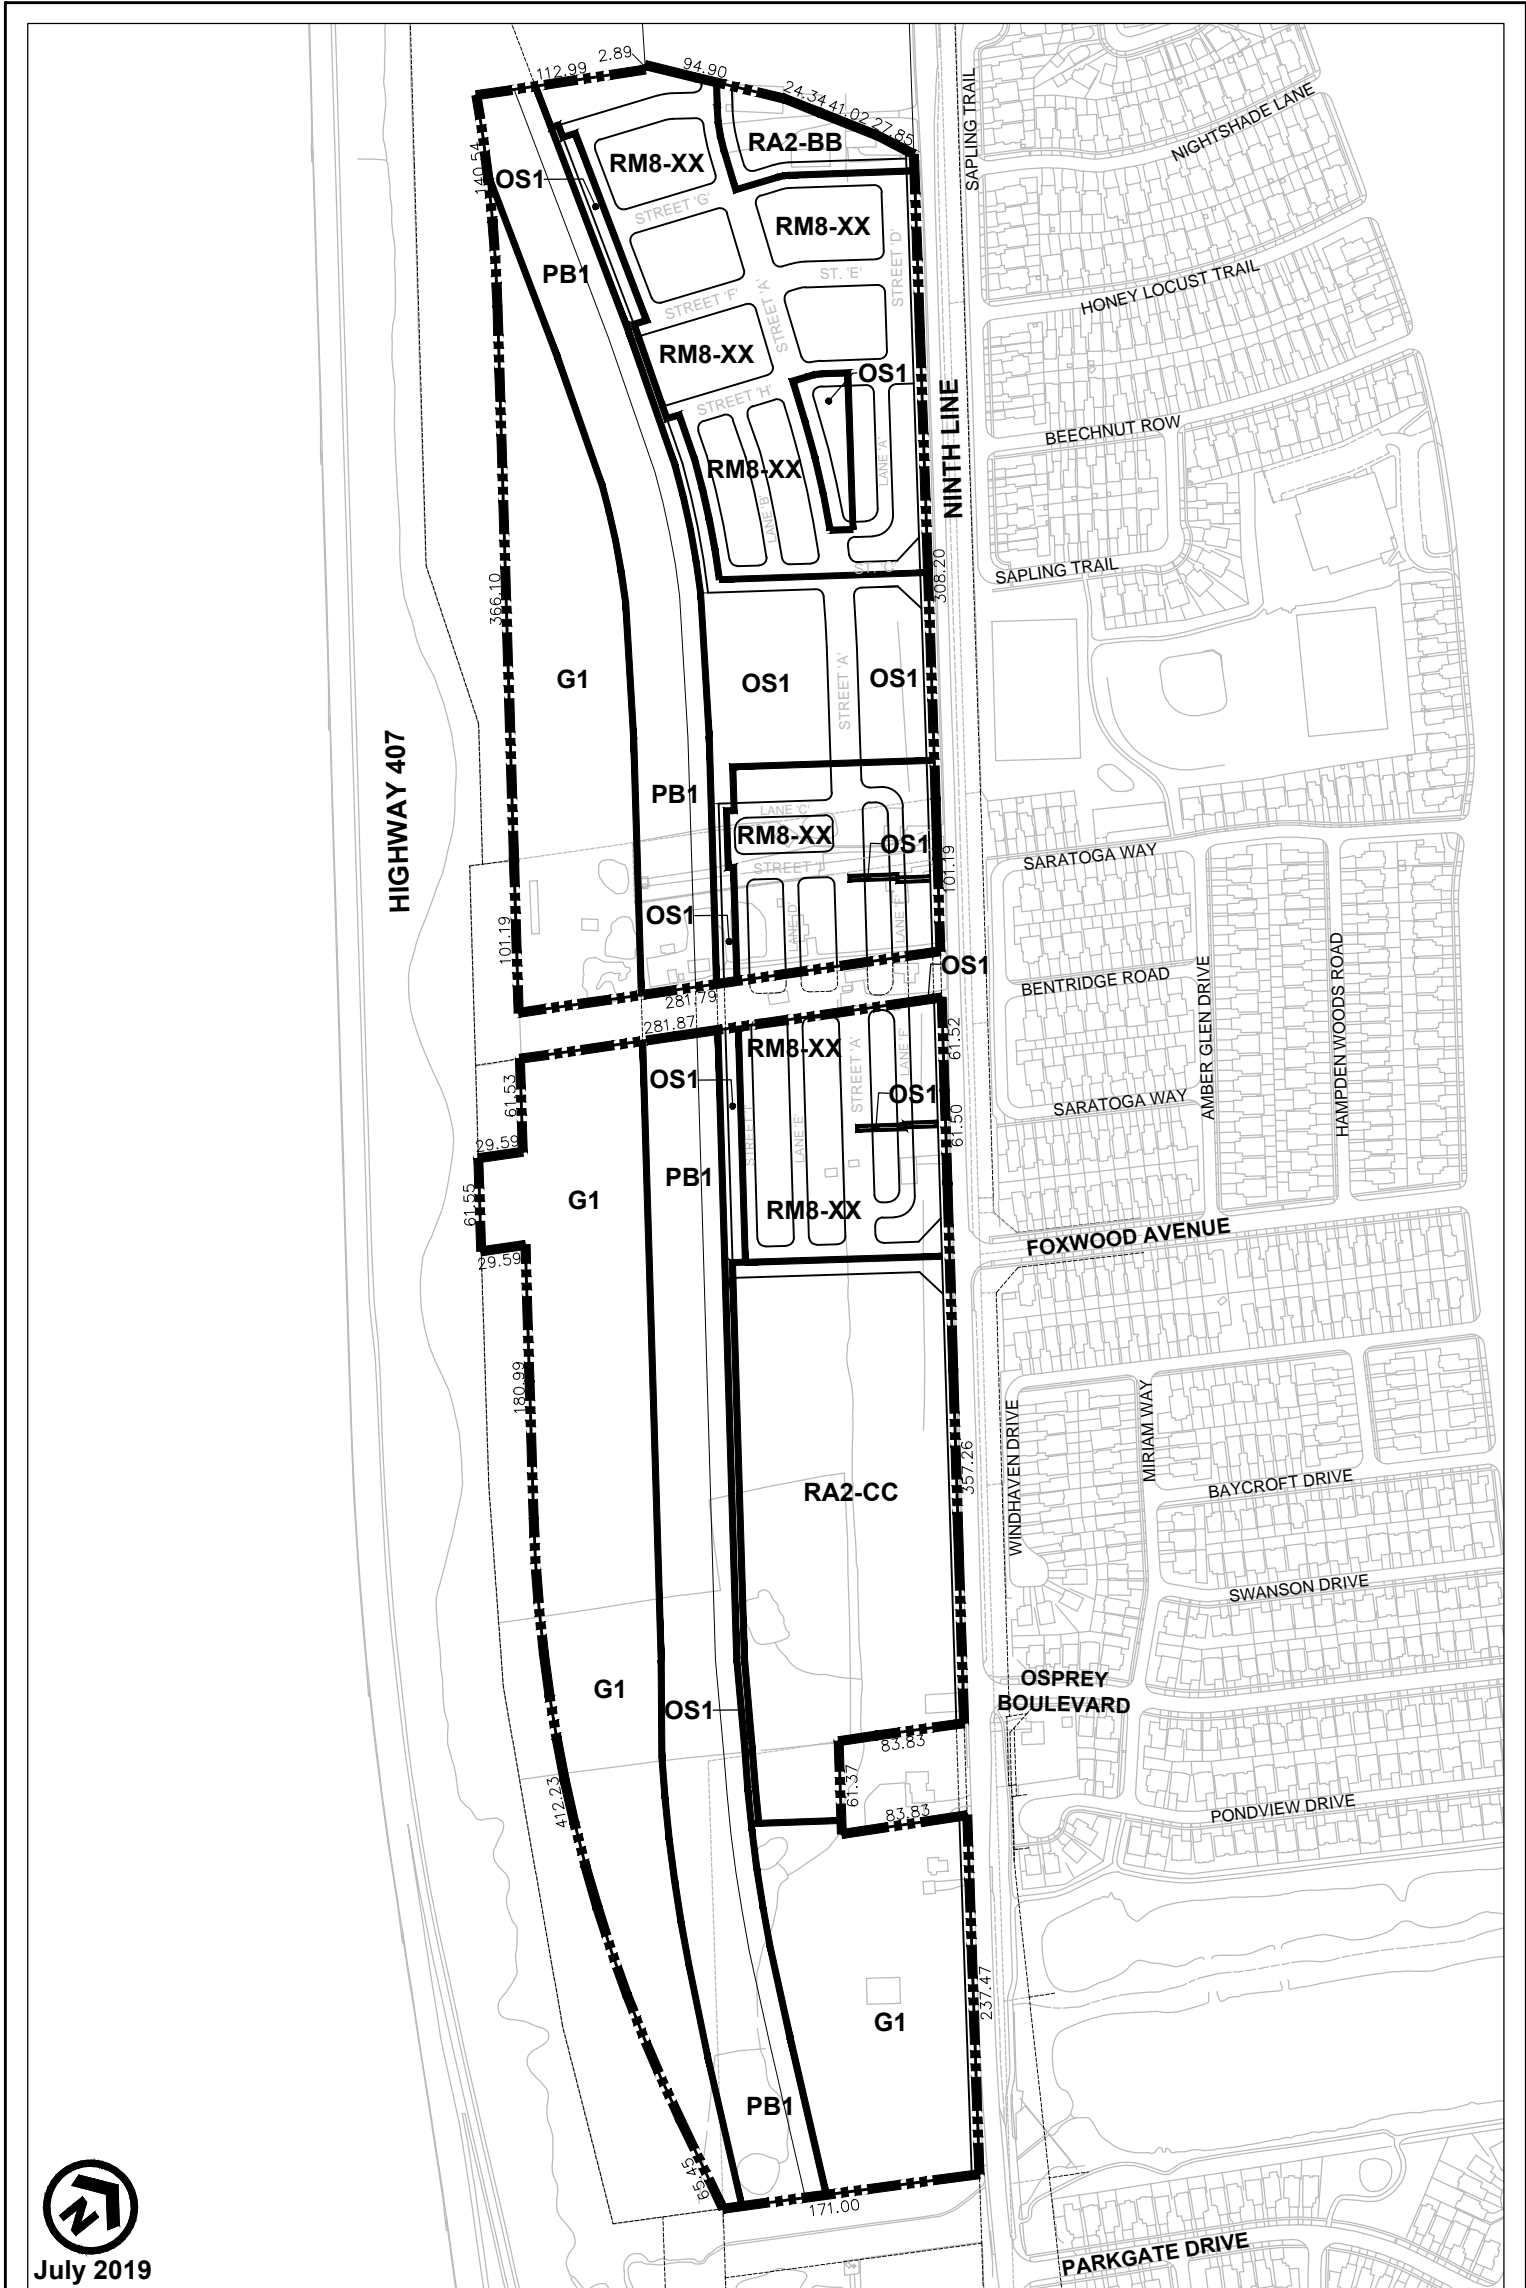 112.99
2.89
94.90
24.34
41.02
27.85
SAPLING TRAIL
NIGHTSHADE LANE
140.54
OS1
RM8-XX
RA2-BB
STREET 'G'
RM8-XX
STREET 'D'
ST. 'E'
PB1
HONEY LOCUST TRAIL
STREET 'F'
STREET 'A'
RM8-XX
OS1
STREET 'H'
NINTH LINE
BEECHNUT ROW
RM8-XX
LANE 'A'
LANE 'B'
ST. 'C'
SAPLING TRAIL
308.20
366.10
G1
OS1
OS1
STREET 'A'
HIGHWAY 407
PB1
LANE 'C'
RM8-XX
OS1
SARATOGA WAY
101.19
OS1
LANE 'D'
101.19
281.79
OS1
BENTRIDGE ROAD
AMBER GLEN DRIVE
HAMPDEN WOODS ROAD
281.87
RM8-XX
61.52
61.53
OS1
STREET 'A'
LANE 'F'
OS1
SARATOGA WAY
61.50
29.59
LANE 'E'
PB1
G1
61.55
RM8-XX
FOXWOOD AVENUE
29.59
180.99
WINDHAVEN DRIVE
MIRIAM WAY
357.26
RA2-CC
BAYCROFT DRIVE
SWANSON DRIVE
G1
OS1
OSPREY
BOULEVARD
83.83
61.37
83.83
412.23
PONDVIEW DRIVE
237.47
G1
PB1
65.45
171.00
PARKGATE DRIVE
N
July 2019